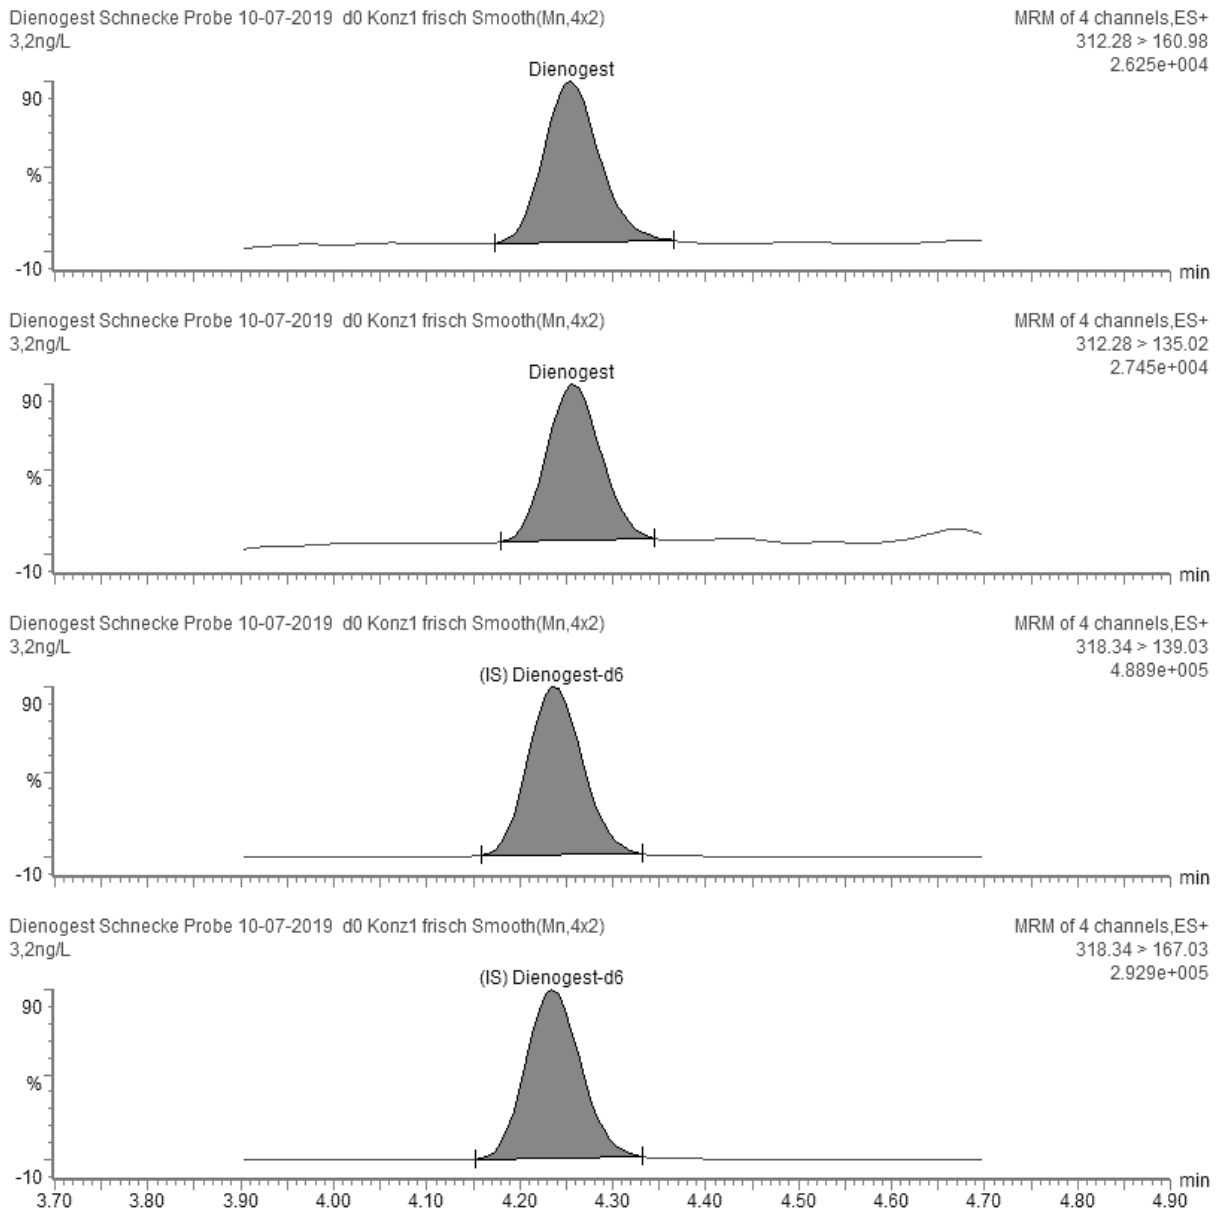 Dienogest Schnecke Probe 10-07-2019  d0 Konz1 frisch Smooth(Mn,4x2)
MRM of 4 channels,ES+
3,2ng/L
312.28 > 160.98
2.625e+004
Dienogest
90
%
-10
min
Dienogest Schnecke Probe 10-07-2019  d0 Konz1 frisch Smooth(Mn,4x2)
MRM of 4 channels,ES+
3,2ng/L
312.28 > 135.02
2.745e+004
Dienogest
90
%
-10
min
Dienogest Schnecke Probe 10-07-2019  d0 Konz1 frisch Smooth(Mn,4x2)
MRM of 4 channels,ES+
3,2ng/L
318.34 > 139.03
4.889e+005
(IS) Dienogest-d6
90
%
-10
min
Dienogest Schnecke Probe 10-07-2019  d0 Konz1 frisch Smooth(Mn,4x2)
MRM of 4 channels,ES+
3,2ng/L
318.34 > 167.03
2.929e+005
(IS) Dienogest-d6
90
%
-10
min
3.70 3.80 3.90 4.00 4.10 4.20 4.30 4.40 4.50 4.60 4.70 4.80 4.90